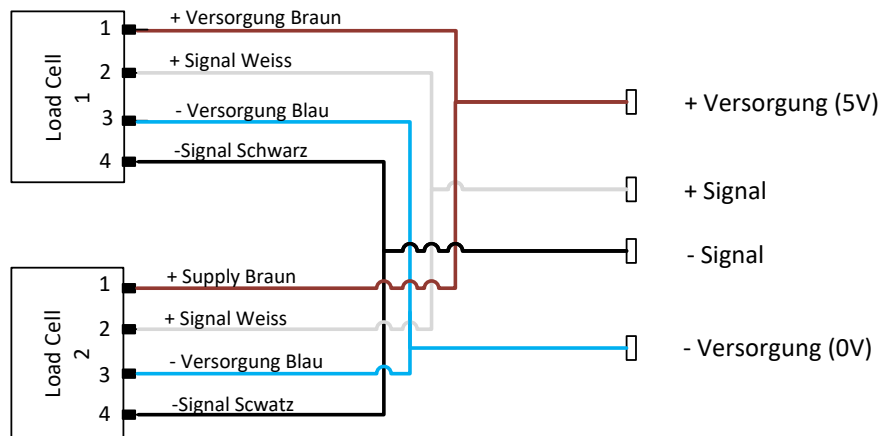 Load Cell
1
1
+ Versorgung Braun
2
+ Signal Weiss
3
- Versorgung Blau
4
-Signal Schwarz
Load Cell
2
1
+ Supply Braun
2
+ Signal Weiss
3
- Versorgung Blau
4
-Signal Scwatz
+ Versorgung (5V)
+ Signal
- Signal
- Versorgung (0V)